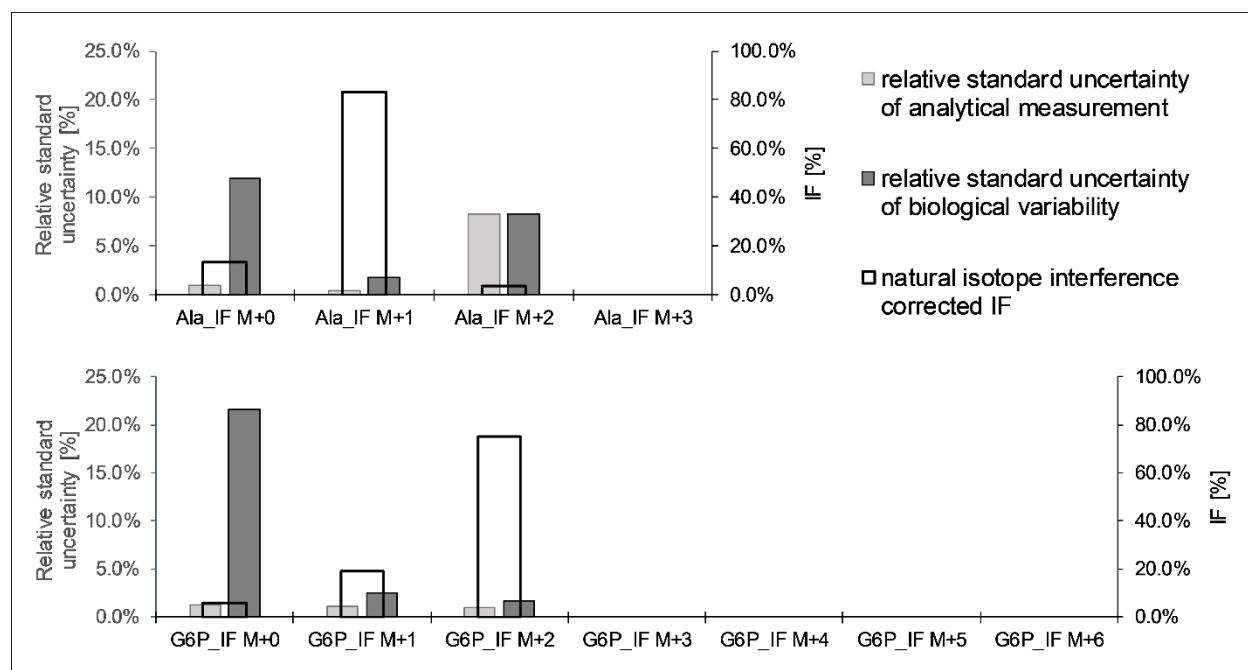 25.0%
20.0%
15.0%
10.0%
5.0%
0.0%
Relative standard
uncertainty [%]
100.0%
80.0%
60.0%
40.0%
20.0%
0.0%
IF [%]
Ala_IF M+0
Ala_IF M+1
Ala_IF M+2
Ala_IF M+3
relative standard uncertainty
of analytical measurement
relative standard uncertainty
of biological variability
natural isotope interference
corrected IF
25.0%
20.0%
15.0%
10.0%
5.0%
0.0%
Relative standard
uncertainty [%]
100.0%
80.0%
60.0%
40.0%
20.0%
0.0%
IF [%]
G6P_IF M+0
G6P_IF M+1
G6P_IF M+2
G6P_IF M+3
G6P_IF M+4
G6P_IF M+5
G6P_IF M+6